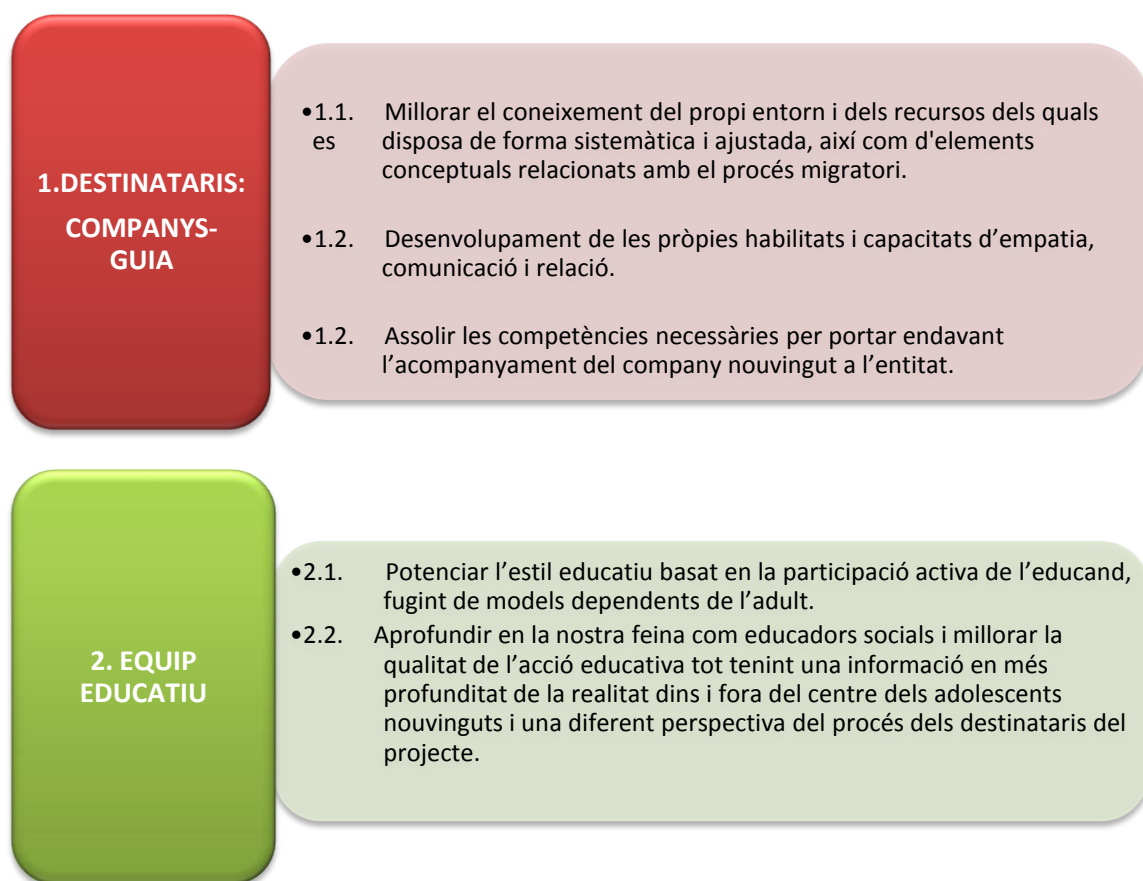 1.DESTINATARIS:
COMPANYS-
GUIA
•1.1. Millorar el coneixement del propi entorn i dels recursos dels quals
es disposa de forma sistemàtica i ajustada, així com d'elements
conceptuals relacionats amb el procés migratori.
•1.2. Desenvolupament de les pròpies habilitats i capacitats d’empatia,
comunicació i relació.
•1.2. Assolir les competències necessàries per portar endavant
l’acompanyament del company nouvingut a l’entitat.
2. EQUIP
EDUCATIU
•2.1. Potenciar l’estil educatiu basat en la participació activa de l’educand,
fugint de models dependents de l’adult.
•2.2. Aprofundir en la nostra feina com educadors socials i millorar la
qualitat de l’acció educativa tot tenint una informació en més
profunditat de la realitat dins i fora del centre dels adolescents
nouvinguts i una diferent perspectiva del procés dels destinataris del
projecte.